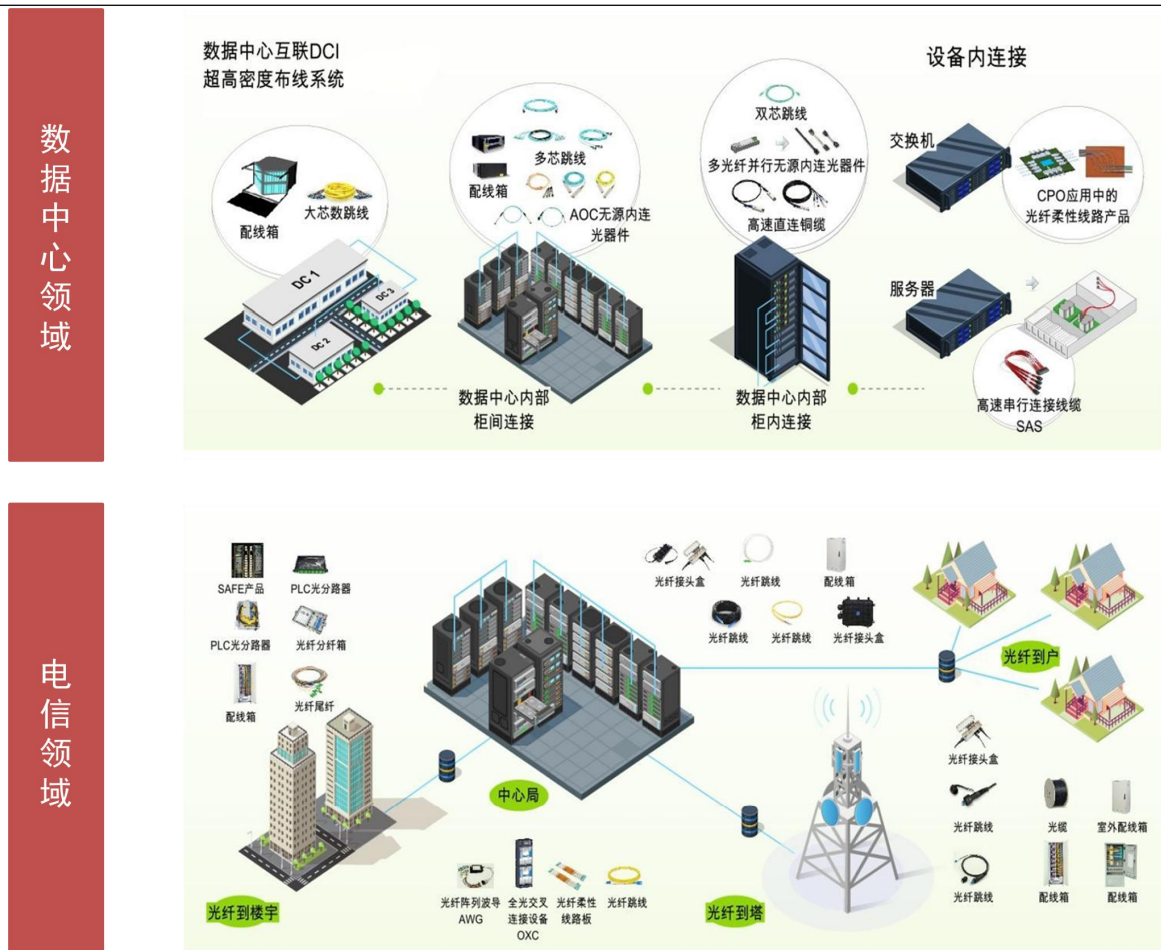 数据中心领域
数据中心互联DCI
超高密度布线系统
配线箱
大芯数跳线
DC 1
DC 2
DC 3
多芯跳线
配线箱
AOC无源内连
光器件
数据中心内部
柜间连接
双芯跳线
多光纤并行无源内连光器件
高速直连铜缆
数据中心内部
柜内连接
设备内连接
交换机
CPO应用中的
光纤柔性线路产品
服务器
高速串行连接线缆
SAS
电信领域
SAFE产品
PLC光分路器
PLC光分路器
光纤分纤箱
配线箱
光纤尾纤
光纤到楼宇
中心局
光纤阵列波导
AWG
全光交叉
连接设备
OXC
光纤柔性
线路板
光纤跳线
光纤接头盒
光纤跳线
配线箱
光纤跳线
光纤跳线
光纤接头盒
光纤到户
光纤到塔
光纤接头盒
光纤跳线
光缆
室外配线箱
光纤跳线
配线箱
配线箱